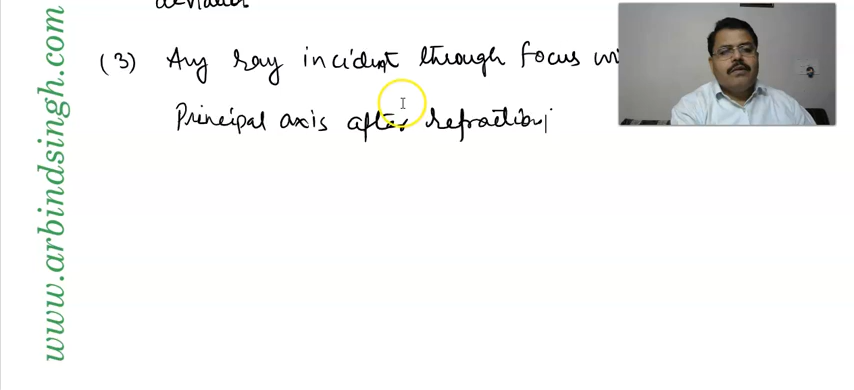 (3) Any ray incident through focus
Principal axis after refraction
www.arbindsingh.com